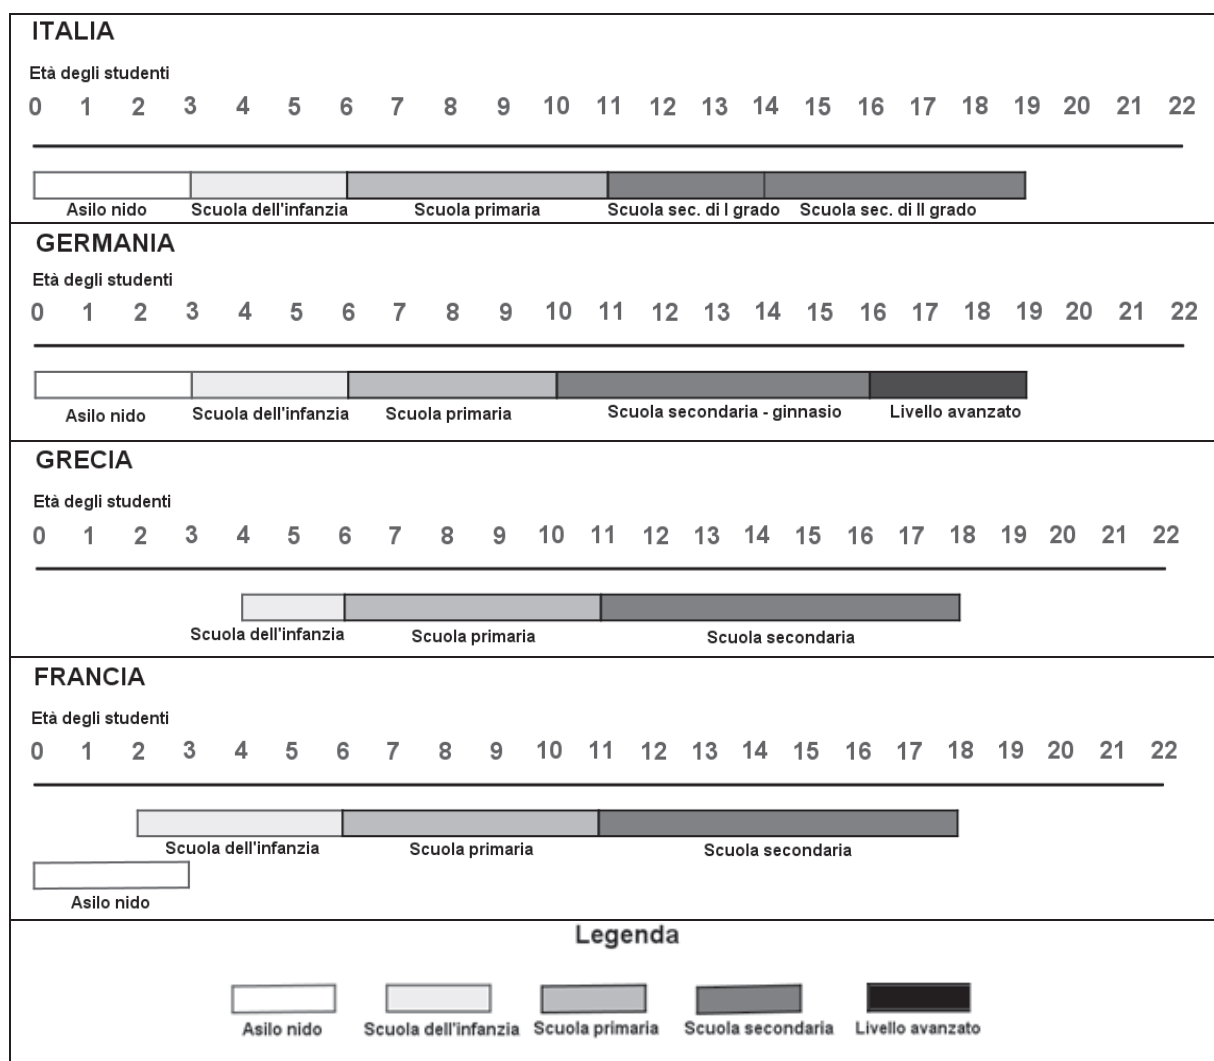 ITALIA
Età degli studenti
0 1 2 3 4 5 6 7 8 9 10 11 12 13 14 15 16 17 18 19 20 21 22
Asilo nido Scuola dell'infanzia Scuola primaria Scuola sec. di I grado Scuola sec. di II grado
GERMANIA
Età degli studenti
0 1 2 3 4 5 6 7 8 9 10 11 12 13 14 15 16 17 18 19 20 21 22
Asilo nido Scuola dell'infanzia Scuola primaria Scuola secondaria - ginnasio Livello avanzato
GRECIA
Età degli studenti
0 1 2 3 4 5 6 7 8 9 10 11 12 13 14 15 16 17 18 19 20 21 22
Scuola dell'infanzia Scuola primaria Scuola secondaria
FRANCIA
Età degli studenti
0 1 2 3 4 5 6 7 8 9 10 11 12 13 14 15 16 17 18 19 20 21 22
Scuola dell'infanzia Scuola primaria Scuola secondaria
Asilo nido
Legenda
Asilo nido Scuola dell'infanzia Scuola primaria Scuola secondaria Livello avanzato